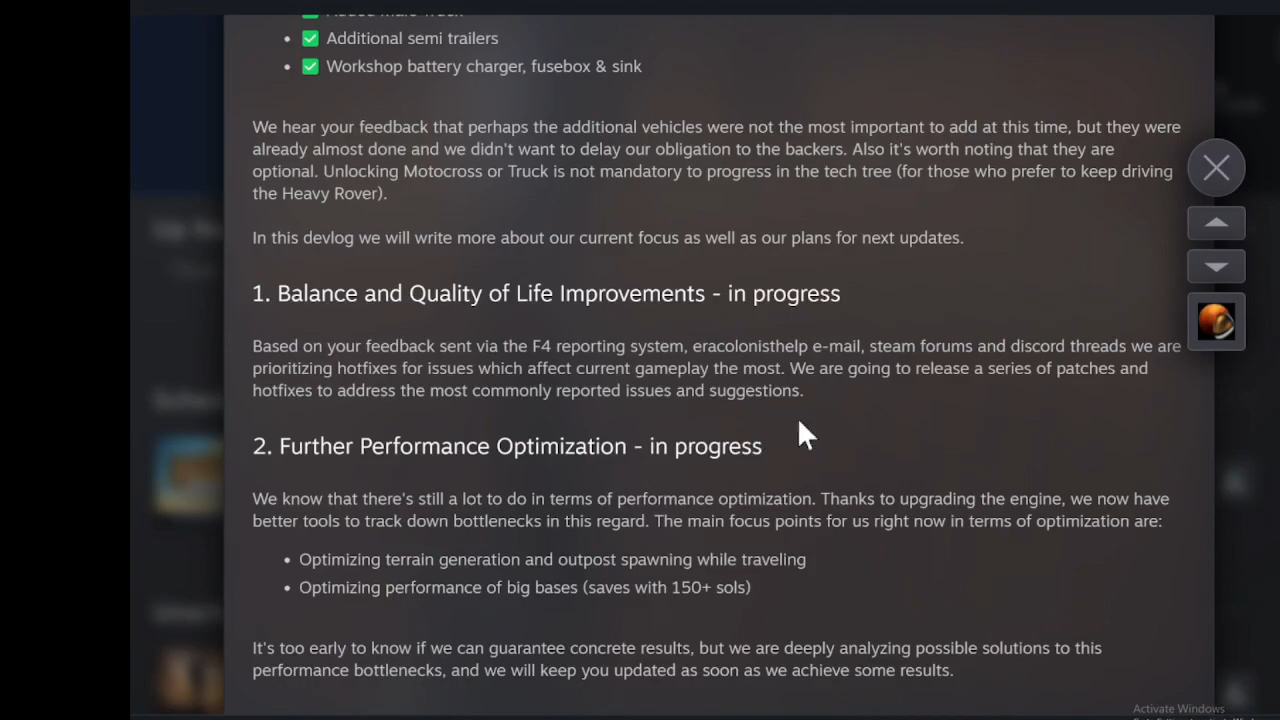 Additional semi trailers
Workshop battery charger, fusebox & sink
We hear your feedback that perhaps the additional vehicles were not the most important to add at this time, but they were
already almost done and we didn't want to delay our obligation to the backers. Also it's worth noting that they are
optional. Unlocking Motocross or Truck is not mandatory to progress in the tech tree (for those who prefer to keep driving
the Heavy Rover).
In this devlog we will write more about our current focus as well as our plans for next updates.
1. Balance and Quality of Life Improvements - in progress
Based on your feedback sent via the F4 reporting system, eracolonisthelp e-mail, steam forums and discord threads we are
prioritizing hotfixes for issues which affect current gameplay the most. We are going to release a series of patches and
hotfixes to address the most commonly reported issues and suggestions.
2. Further Performance Optimization - in progress
We know that there's still a lot to do in terms of performance optimization. Thanks to upgrading the engine, we now have
better tools to track down bottlenecks in this regard. The main focus points for us right now in terms of optimization are:
• Optimizing terrain generation and outpost spawning while traveling
• Optimizing performance of big bases (saves with 150+ sols)
It's too early to know if we can guarantee concrete results, but we are deeply analyzing possible solutions to this
performance bottlenecks, and we will keep you updated as soon as we achieve some results.
Activate Windows